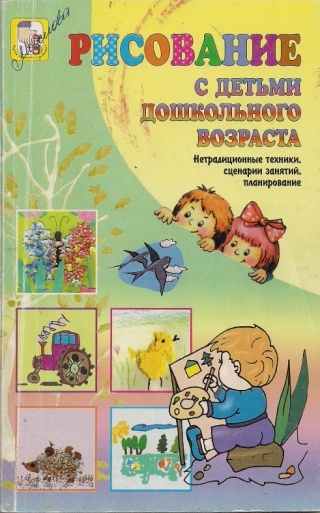 РИСОВАНИЕ
С ДЕТЬМИ
ДОШКОЛЬНОГО
ВОЗРАСТА
Нетрадиционные техники,
сценарии занятий,
планирование